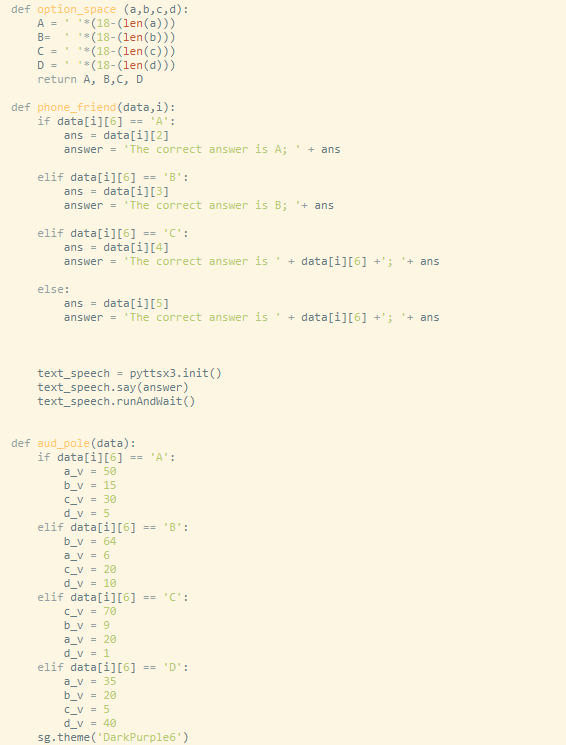 def option_space (a,b,c,d):
    A = ' '*(18-(len(a)))
    B=  ' '*(18-(len(b)))
    C = ' '*(18-(len(c)))
    D = ' '*(18-(len(d)))
    return A, B,C, D

def phone_friend(data,i):
    if data[i][6] == 'A':
        ans = data[i][2]
        answer = 'The correct answer is A; ' + ans

    elif data[i][6] == 'B':
        ans = data[i][3]
        answer = 'The correct answer is B; '+ ans

    elif data[i][6] == 'C':
        ans = data[i][4]
        answer = 'The correct answer is ' + data[i][6] +'; '+ ans

    else:
        ans = data[i][5]
        answer = 'The correct answer is ' + data[i][6] +'; '+ ans

    text_speech = pyttsx3.init()
    text_speech.say(answer)
    text_speech.runAndWait()

def aud_pole(data):
    if data[i][6] == 'A':
        a_v = 50
        b_v = 15
        c_v = 30
        d_v = 5
    elif data[i][6] == 'B':
        b_v = 64
        a_v = 6
        c_v = 20
        d_v = 10
    elif data[i][6] == 'C':
        c_v = 70
        b_v = 9
        a_v = 20
        d_v = 1
    elif data[i][6] == 'D':
        a_v = 35
        b_v = 20
        c_v = 5
        d_v = 40
    sg.theme('DarkPurple6')